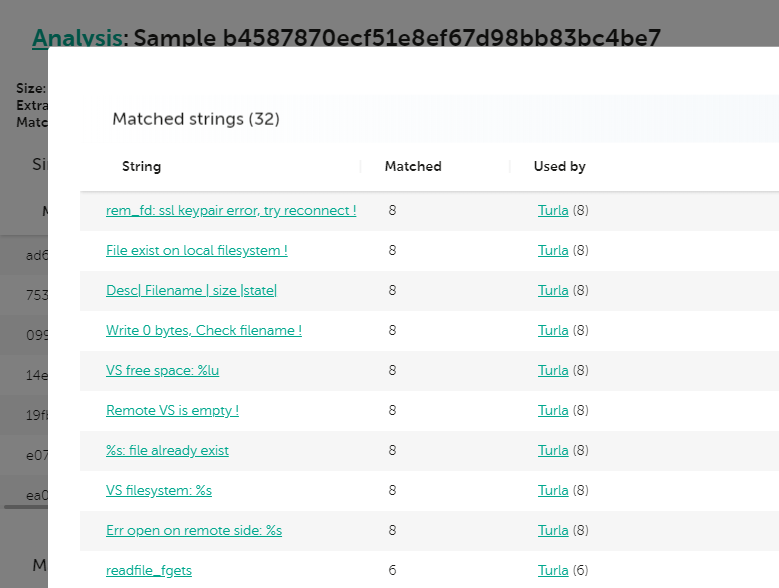 Analysis: Sample b4587870ecf51e8ef67d98bb83bc4be7
Size:
Extra
Matc
Matched strings (32)
String Matched Used by
rem_fd: ssl keypair error, try reconnect ! 8 Turla (8)
File exist on local filesystem ! 8 Turla (8)
ad6
Desc| Filename | size |state| 8 Turla (8)
753
Write 0 bytes, Check filename ! 8 Turla (8)
099
VS free space: %lu 8 Turla (8)
14e
Remote VS is empty ! 8 Turla (8)
%s: file already exist 8 Turla (8)
e07
VS filesystem: %s 8 Turla (8)
ea0
Err open on remote side: %s 8 Turla (8)
readfile_fgets 6 Turla (6)